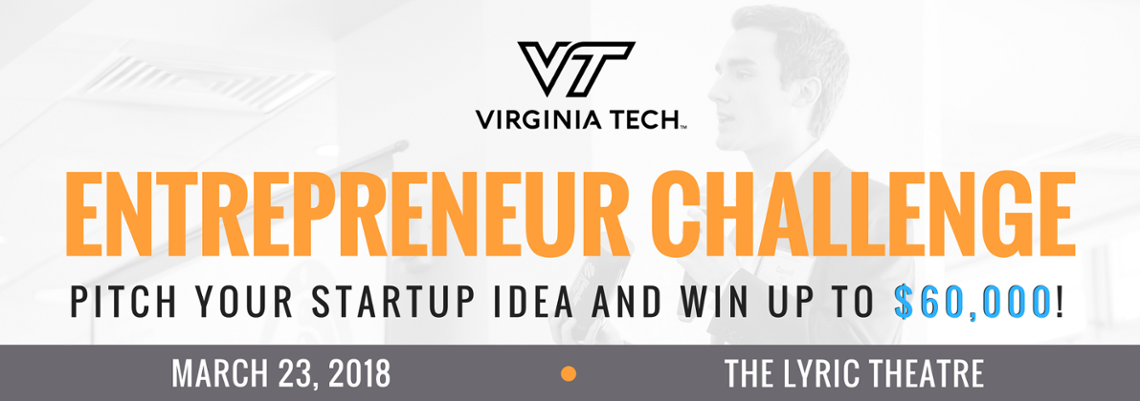 VT
VIRGINIA TECH™
ENTREPRENEUR CHALLENGE
PITCH YOUR STARTUP IDEA AND WIN UP TO $60,000!
MARCH 23, 2018 • THE LYRIC THEATRE